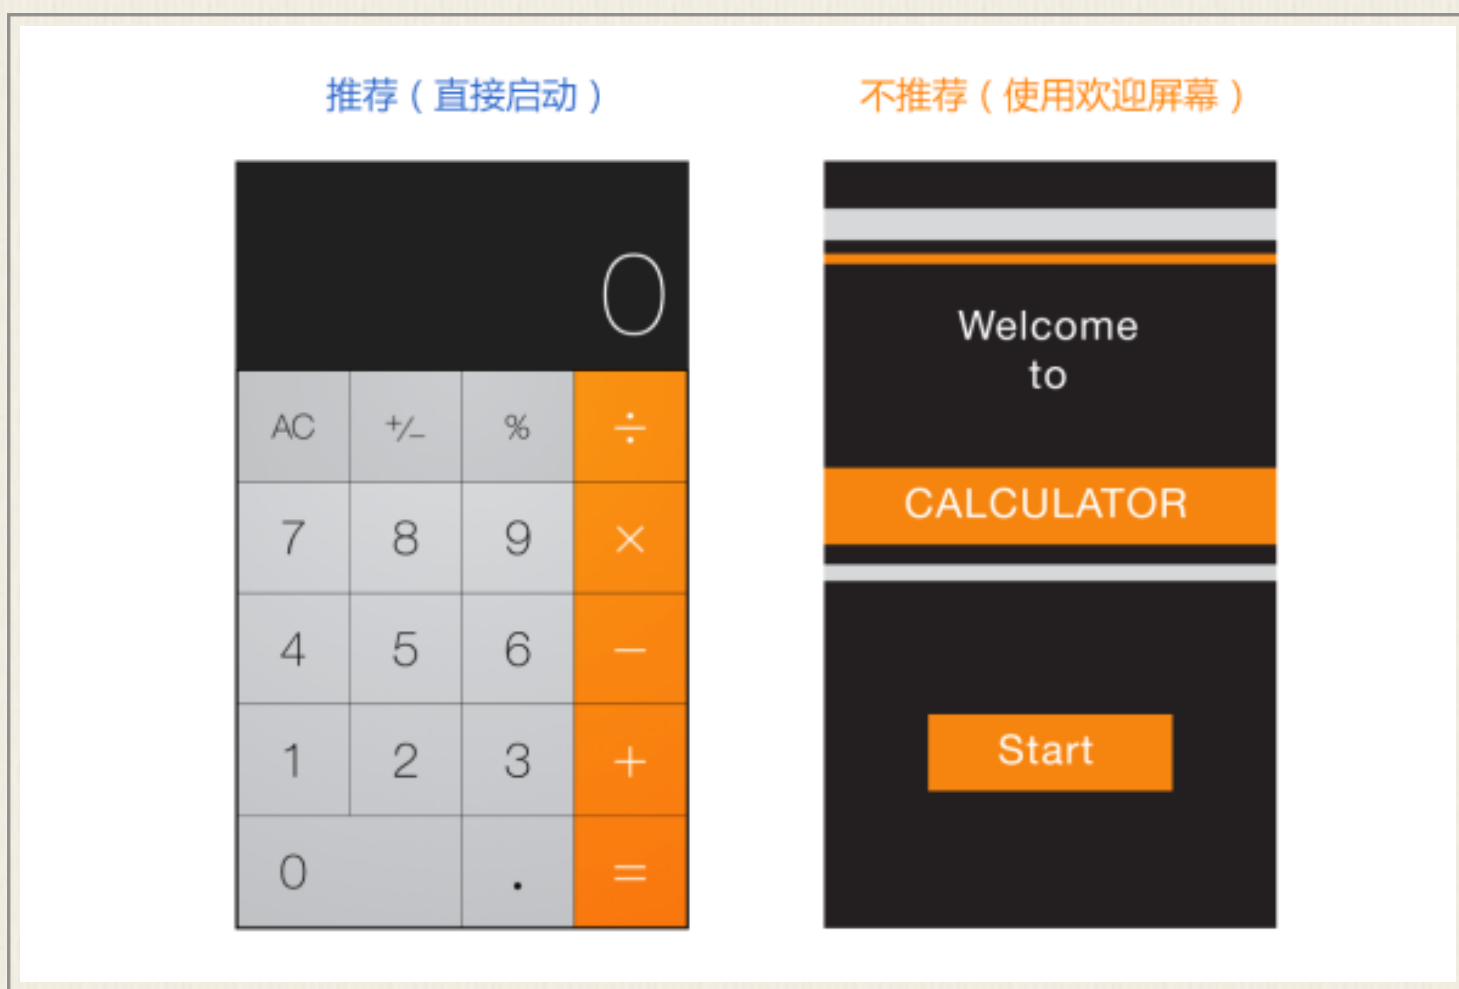 推荐（直接启动）
不推荐（使用欢迎屏幕）
0
AC +/− % ÷
7 8 9 ×
4 5 6 −
1 2 3 +
0 . =
Welcome
to
CALCULATOR
Start